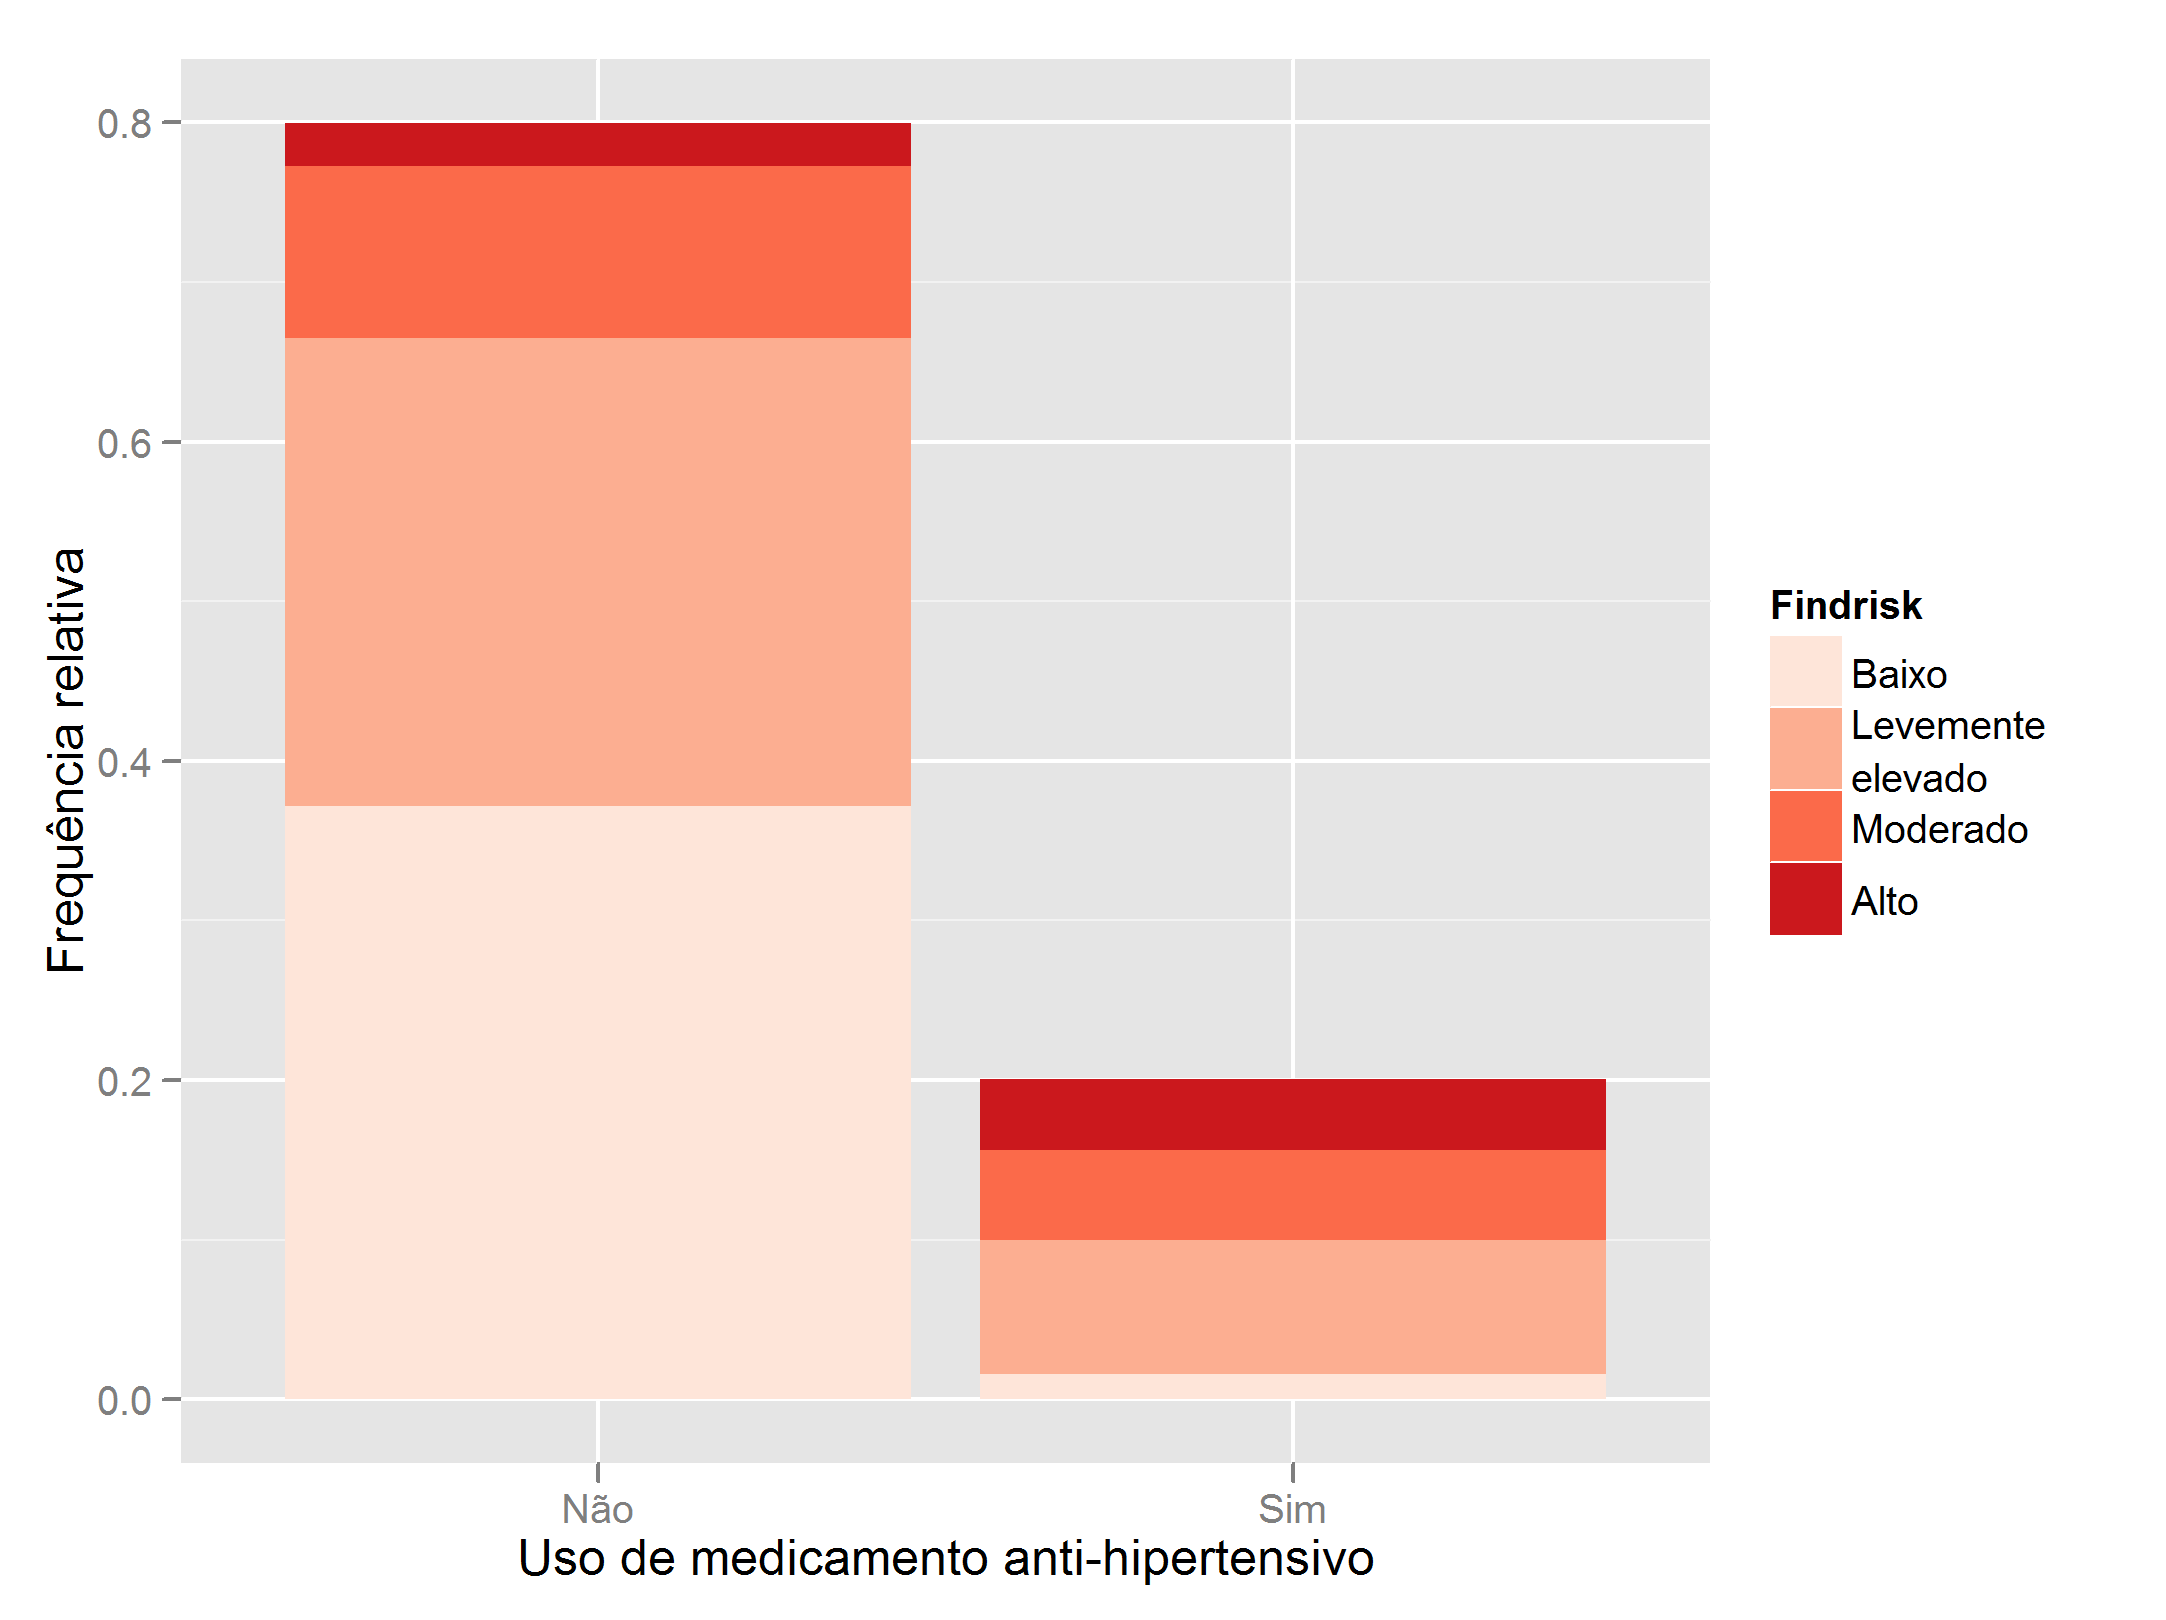 Frequência relativa
0.8
0.6
0.4
0.2
0.0
Não
Sim
Uso de medicamento anti-hipertensivo
Findrisk
Baixo
Levemente
elevado
Moderado
Alto